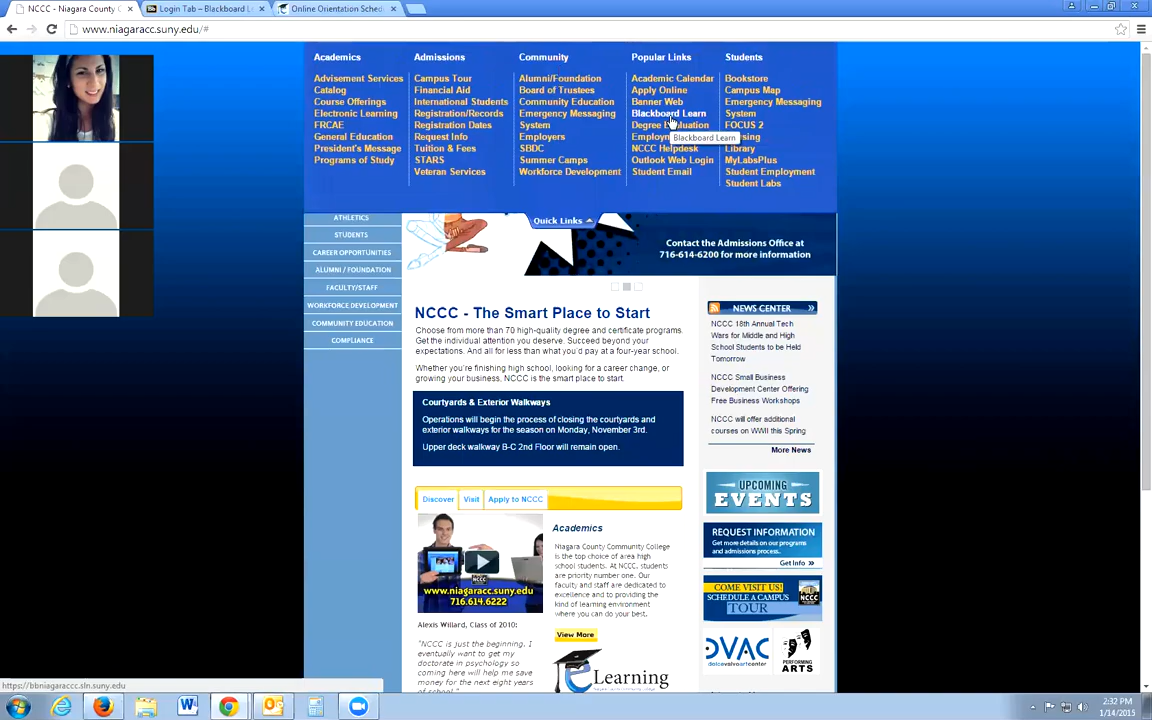 NCCC - Niagara County C
Login Tab – Blackboard L
Online Orientation Sched
www.niagaracc.suny.edu/#
Academics
Advisement Services
Catalog
Course Offerings
Electronic Learning
FRCAE
General Education
President's Message
Programs of Study
Admissions
Campus Tour
Financial Aid
International Students
Registration/Records
Registration Dates
Request Info
Tuition & Fees
STARS
Veteran Services
Community
Alumni/Foundation
Board of Trustees
Community Education
Emergency Messaging
System
Employers
SBDC
Summer Camps
Workforce Development
Popular Links
Academic Calendar
Apply Online
Banner Web
Blackboard Learn
Degree Evaluation
Employm
NCCC Helpdesk
Outlook Web Login
Student Email
Blackboard Learn
Students
Bookstore
Campus Map
Emergency Messaging
System
FOCUS 2
sing
Library
MyLabsPlus
Student Employment
Student Labs
Quick Links
ATHLETICS
STUDENTS
CAREER OPPORTUNITIES
ALUMNI / FOUNDATION
FACULTY/STAFF
WORKFORCE DEVELOPMENT
COMMUNITY EDUCATION
COMPLIANCE
Contact the Admissions Office at
716-614-6200 for more information
NCCC - The Smart Place to Start
Choose from more than 70 high-quality degree and certificate programs.
Get the individual attention you deserve. Succeed beyond your
expectations. And all for less than what you'd pay at a four-year school.
Whether you're finishing high school, looking for a career change, or
growing your business, NCCC is the smart place to start.
Courtyards & Exterior Walkways
Operations will begin the process of closing the courtyards and
exterior walkways for the season on Monday, November 3rd.
Upper deck walkway B-C 2nd Floor will remain open.
Discover
Visit
Apply to NCCC
NCCC
www.niagaracc.suny.edu
716.614.6222
Alexis Willard, Class of 2010:
"NCCC is just the beginning. I
eventually want to get my
doctorate in psychology so
coming here will help me save
money for the next eight years
of school."
Academics
Niagara County Community College
is the top choice of area high
school students. At NCCC, students
are priority number one. Our
faculty and staff are dedicated to
excellence and to providing the
kind of learning environment
where you can do your best.
View More
eLearning
NEWS CENTER »
NCCC 18th Annual Tech
Wars for Middle and High
School Students to be Held
Tomorrow
NCCC Small Business
Development Center Offering
Free Business Workshops
NCCC will offer additional
courses on WWII this Spring
More News
UPCOMING
EVENTS
REQUEST INFORMATION
Get more details on our programs
and admissions process..
Get Info »
COME VISIT US!
SCHEDULE A CAMPUS
TOUR
NCCC
DVAC
dolcevalvoartcenter
PERFORMING
ARTS
https://bbniagaraccc.sln.suny.edu
2:32 PM
1/14/2015